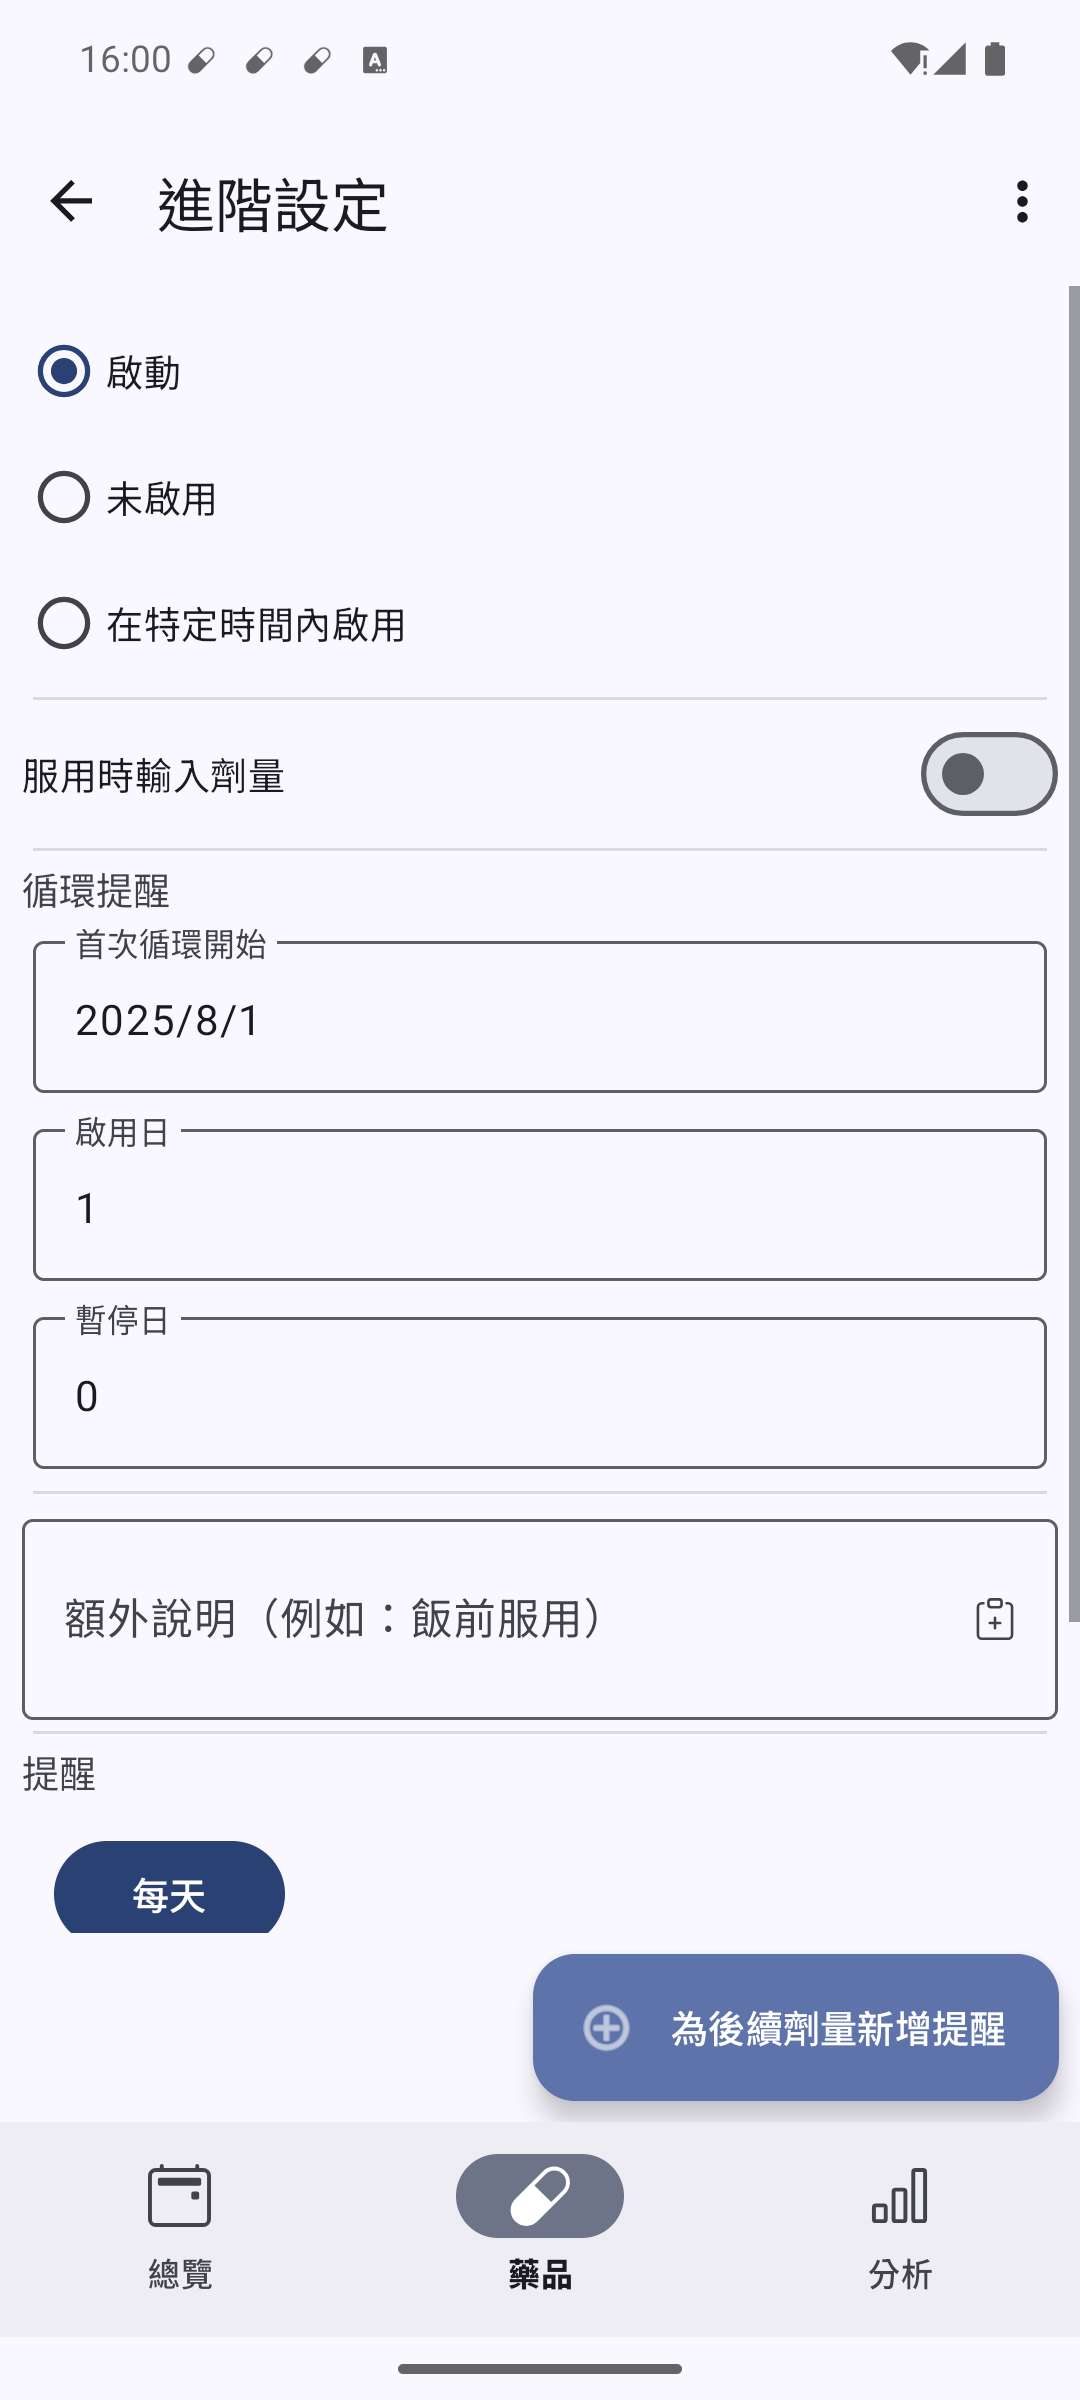 16:00
進階設定
啟動
未啟用
在特定時間內啟用
服用時輸入劑量
循環提醒
首次循環開始
2025/8/1
啟用日
1
暫停日
0
額外說明（例如：飯前服用）
提醒
每天
為後續劑量新增提醒
總覽
藥品
分析